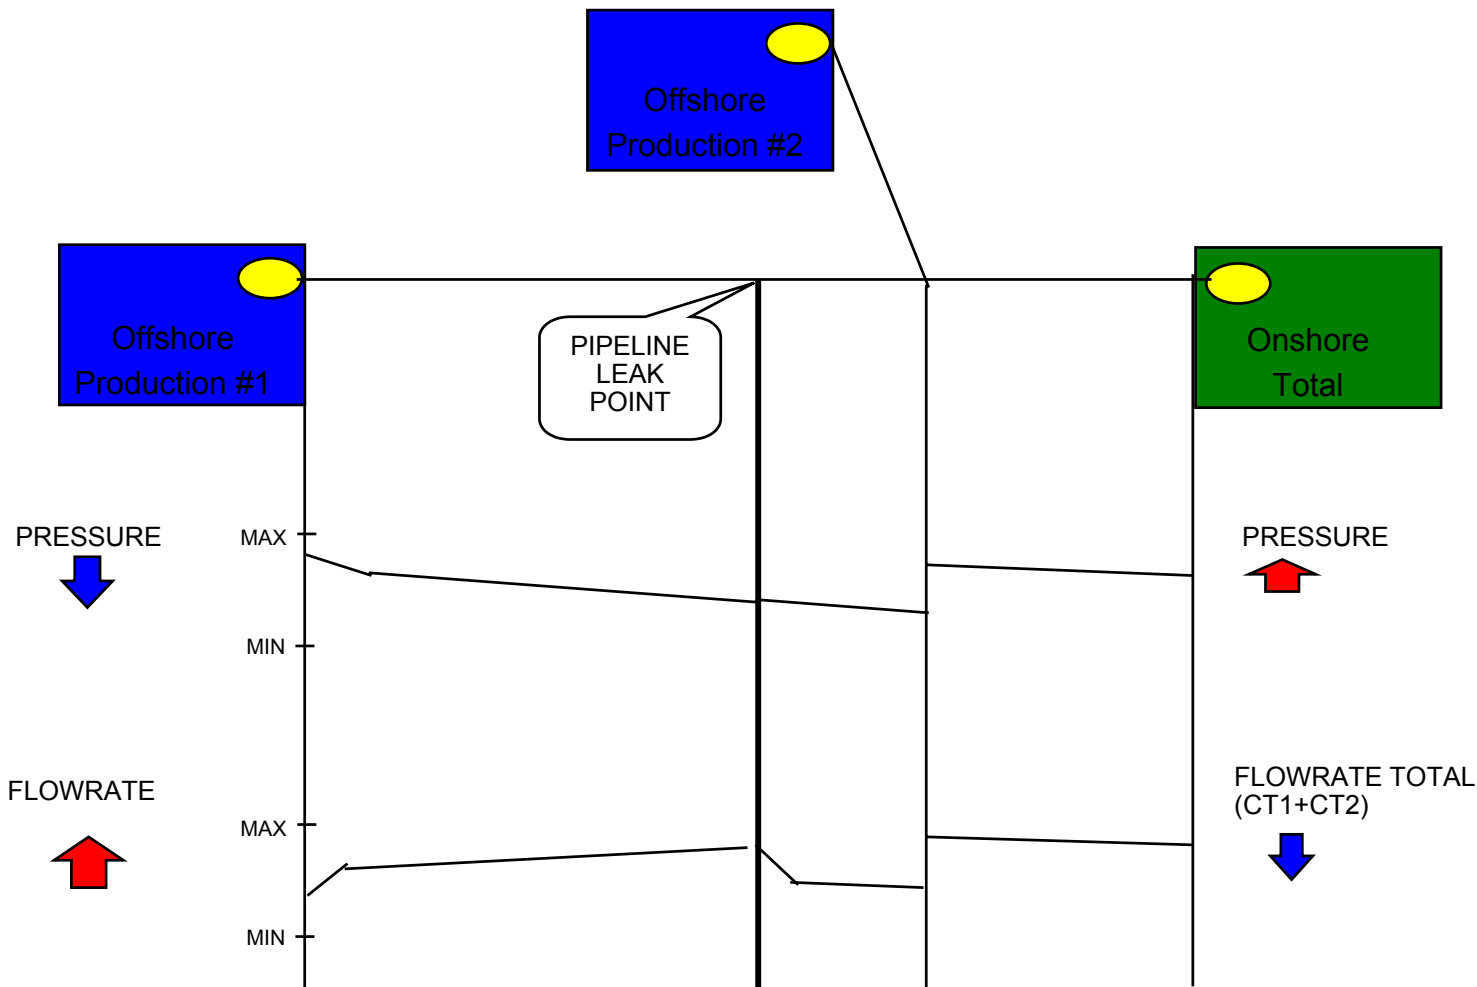 Offshore
Production #2
Offshore
Production #1
PIPELINE
LEAK
POINT
Onshore
Total
PRESSURE
MAX
MIN
PRESSURE
FLOWRATE
MAX
MIN
FLOWRATE TOTAL
(CT1+CT2)